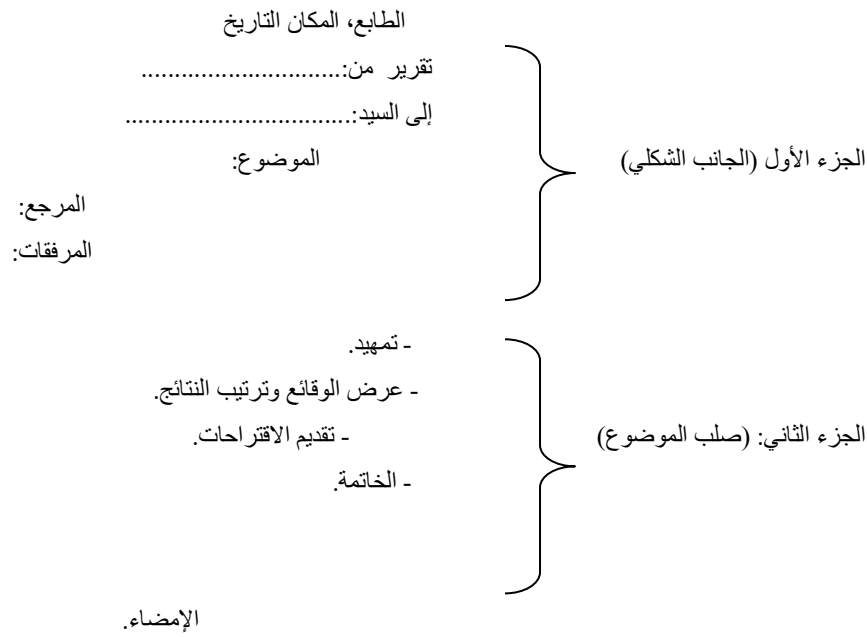 الطابع، المكان التاريخ
تقرير من:..............................
إلى السيد:..................................
الجزء الأول (الجانب الشكلي)
الموضوع:
المرجع:
المرفقات:
- تمهيد.
- عرض الوقائع وترتيب النتائج.
الجزء الثاني: (صلب الموضوع)
- تقديم الاقتراحات.
- الخاتمة.
الإمضاء.